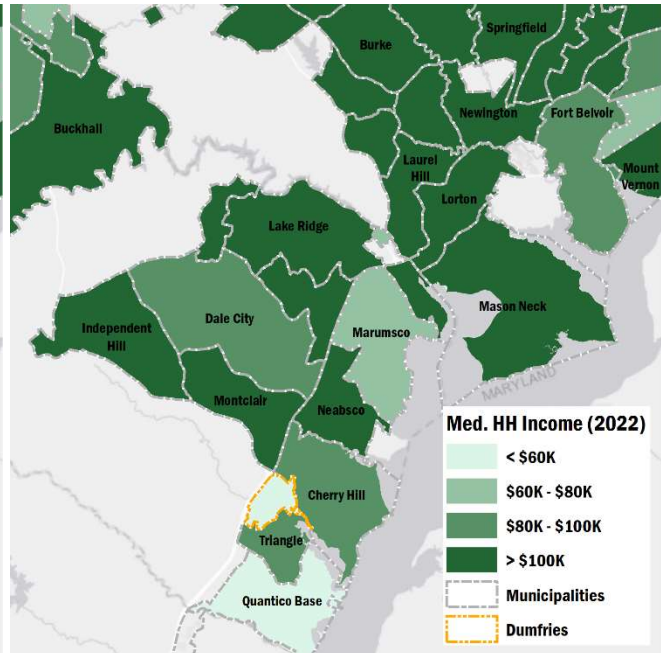 Burke
Springfield
Buckhall
Newington
Fort Belvoir
Laurel
Hill
Mount
Vernon
Lorton
Lake Ridge
Mason Neck
Dale City
Marumsco
Independent
Hill
MARYLAND
Montclair
Neabsco
Med. HH Income (2022)
< $60K
Cherry Hill
$60K - $80K
$80K - $100K
Triangle
> $100K
Quantico Base
Municipalities
Dumfries